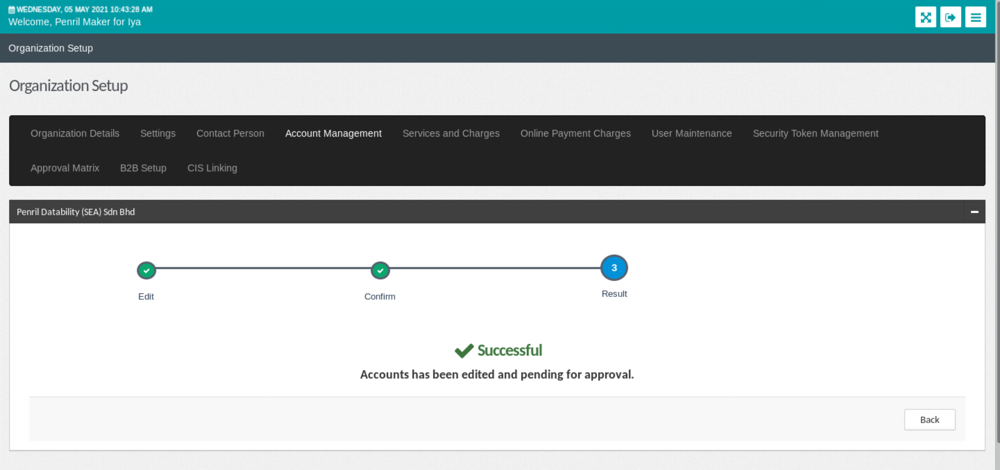 WEDNESDAY, 05 MAY 2021 10:43:28 AM
Welcome, Penril Maker for Iya
Organization Setup
Organization Setup
Organization Details Settings Contact Person Account Management Services and Charges Online Payment Charges User Maintenance Security Token Management
Approval Matrix B2B Setup CIS Linking
Penril Datability (SEA) Sdn Bhd
3
Edit Confirm Result
Successful
Accounts has been edited and pending for approval.
Back